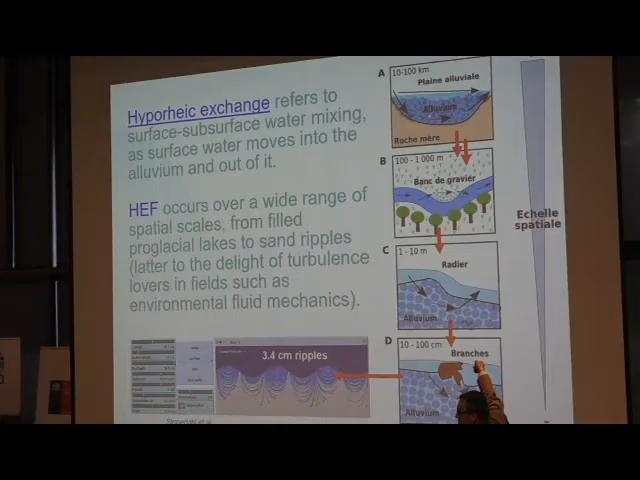 Hyporheic exchange refers to
surface-subsurface water mixing,
as surface water moves into the
alluvium and out of it.
HEF occurs over a wide range of
spatial scales, from filled
proglacial lakes to sand ripples
(latter to the delight of turbulence
lovers in fields such as
environmental fluid mechanics).
3.4 cm ripples
A
10-100 km
Plaine alluviale
Alluvium
Roche mère
B
100 - 1 000 m
Banc de gravier
C
1 - 10 m
Radier
Alluvium
D
10 - 100 cm
Branches
Alluvium
Echelle
spatiale